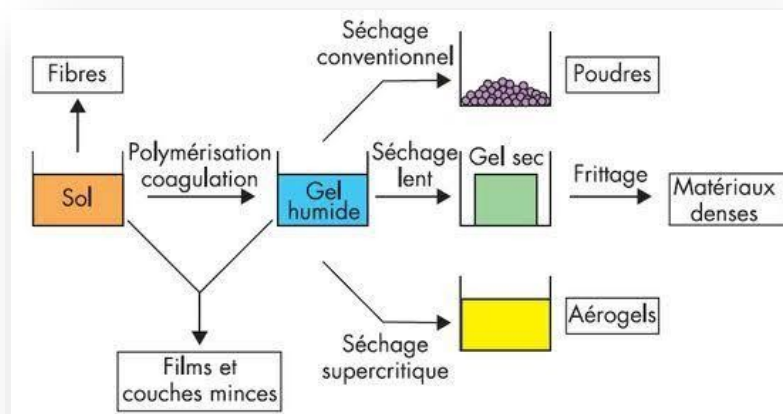 Séchage
conventionnel
Fibres
Poudres
Polymérisation
coagulation
Séchage
lent
Gel sec
Frittage
Sol
Gel
humide
Matériaux
denses
Séchage
supercritique
Aérogels
Films et
couches minces